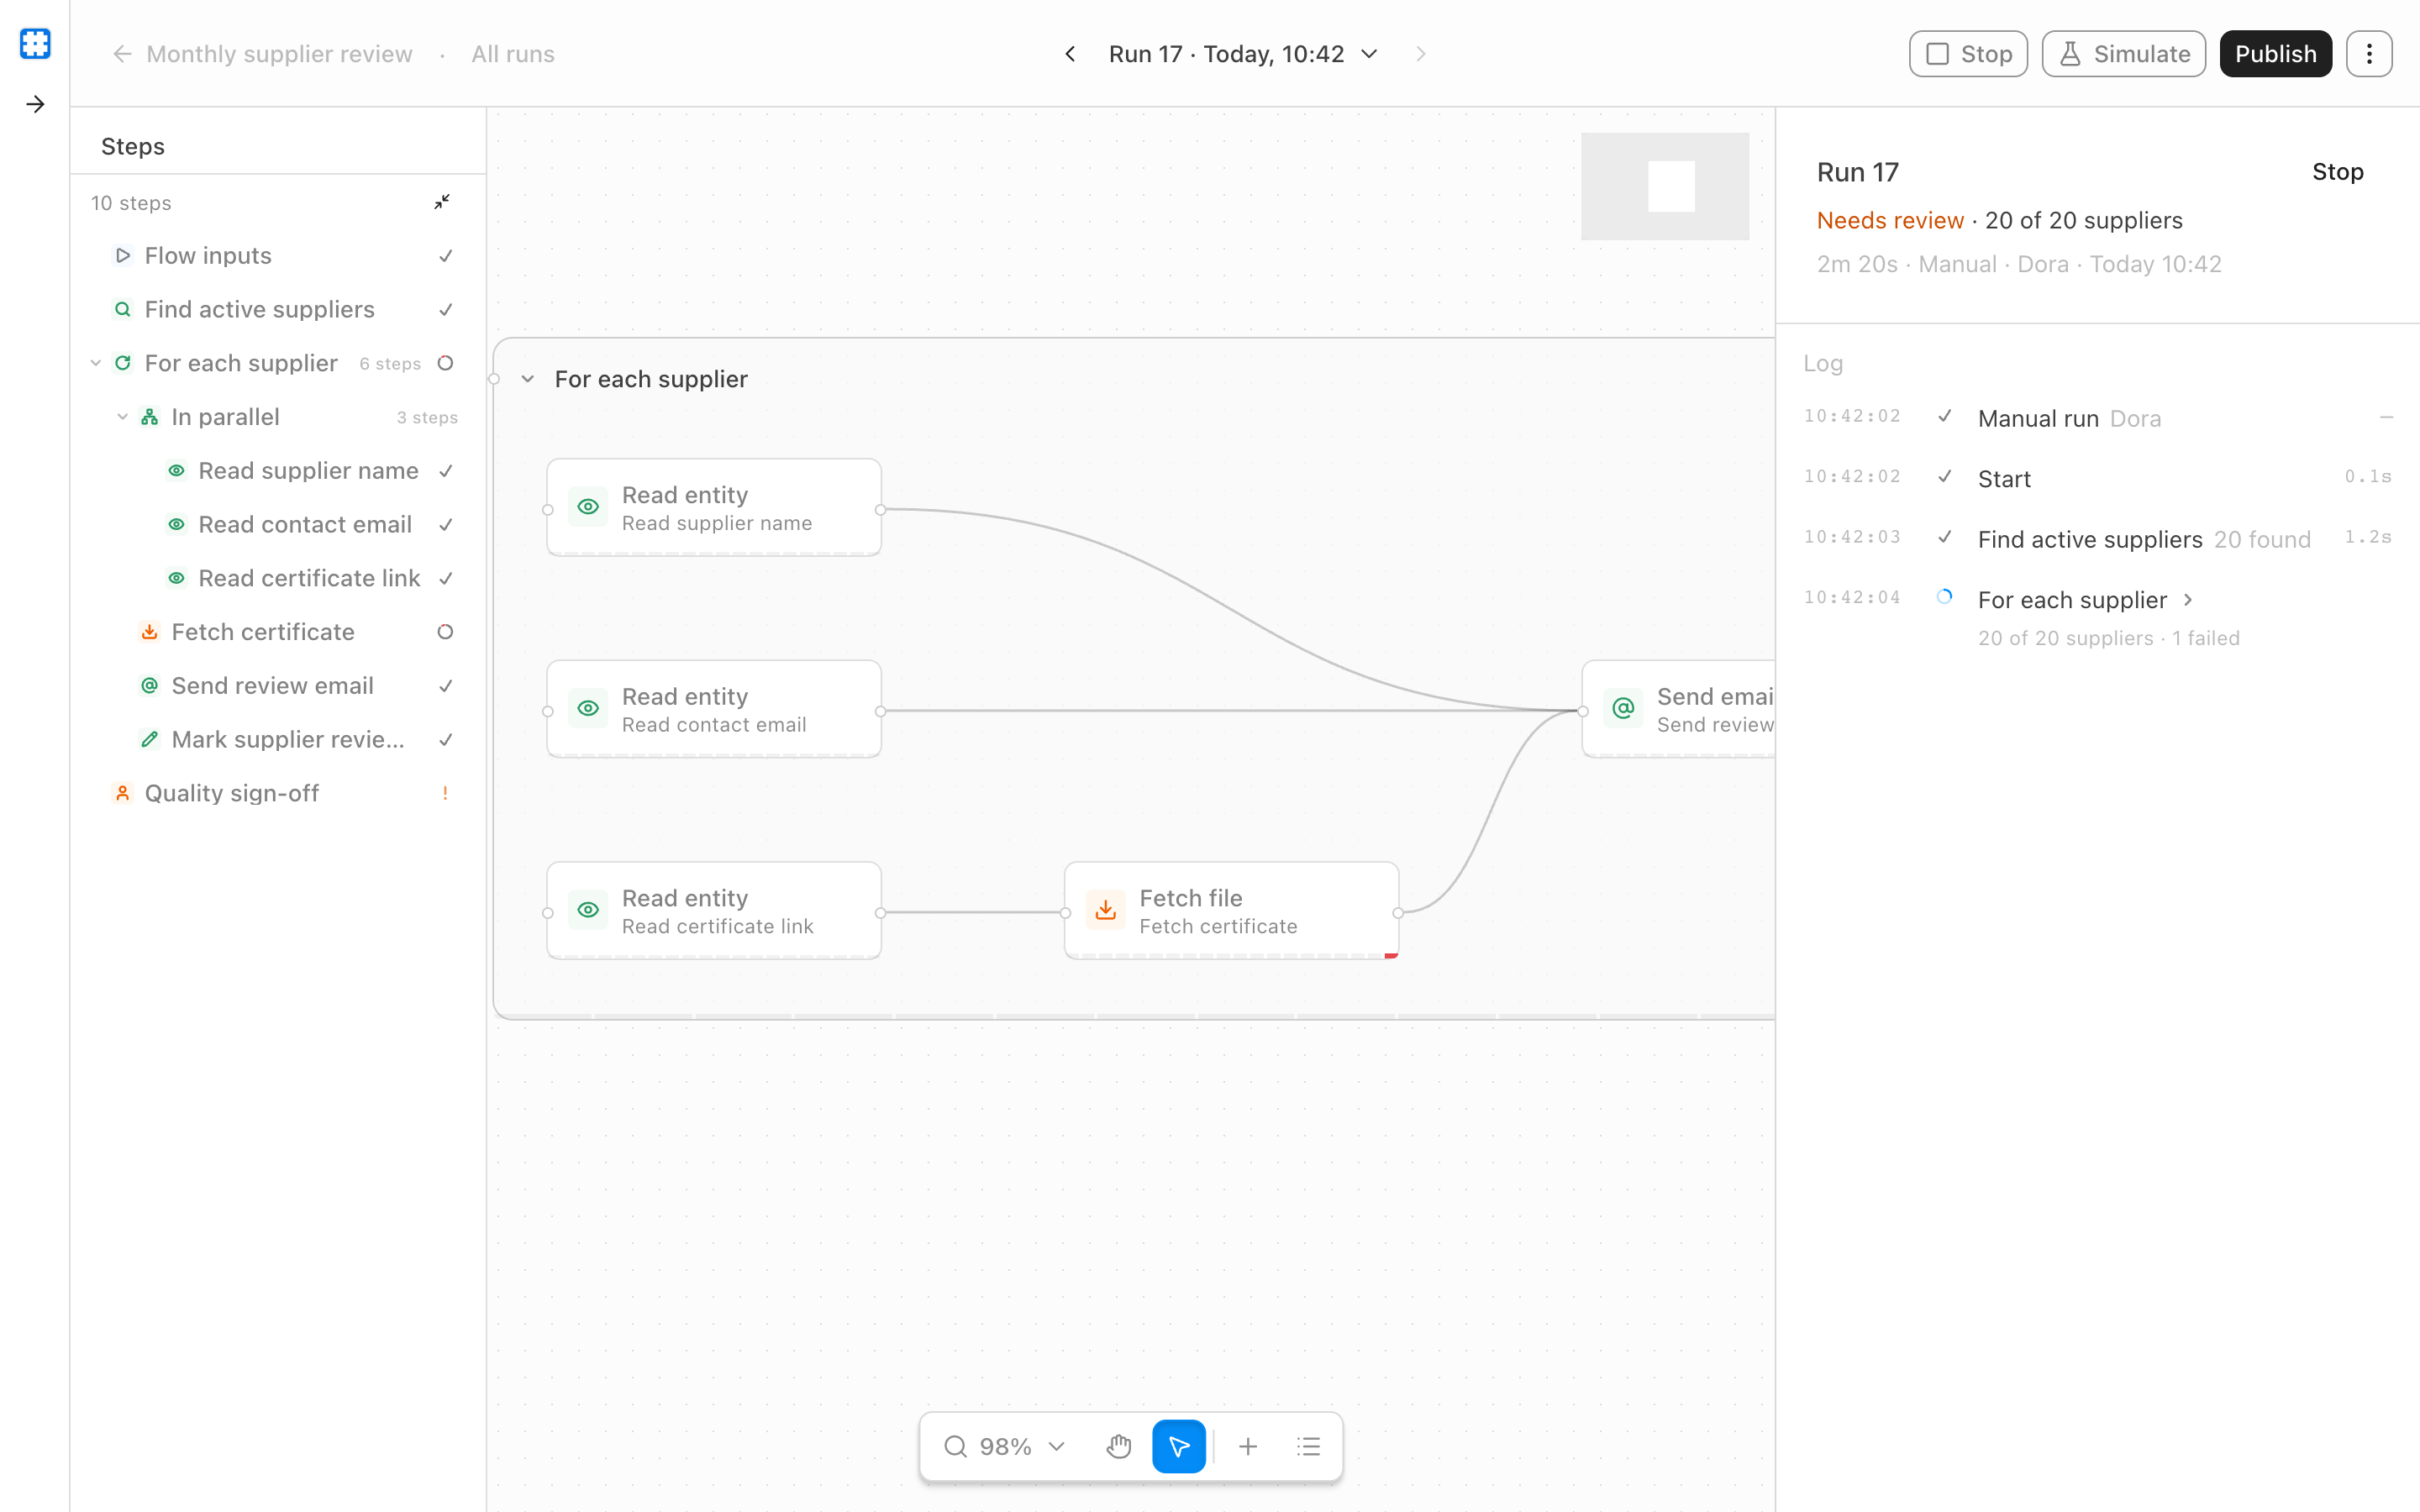 Monthly supplier review · All runs
Run 17 · Today, 10:42
Stop
Simulate
Publish
Steps
10 steps
Flow inputs
Find active suppliers
For each supplier 6 steps
In parallel 3 steps
Read supplier name
Read contact email
Read certificate link
Fetch certificate
Send review email
Mark supplier revie...
Quality sign-off !
For each supplier
Read entity
Read supplier name
Read entity
Read contact email
Send emai
Send review
Read entity
Read certificate link
Fetch file
Fetch certificate
98%
Run 17 Stop
Needs review · 20 of 20 suppliers
2m 20s · Manual · Dora · Today 10:42
Log
10:42:02 Manual run Dora –
10:42:02 Start 0.1s
10:42:03 Find active suppliers 20 found 1.2s
10:42:04 For each supplier
20 of 20 suppliers · 1 failed